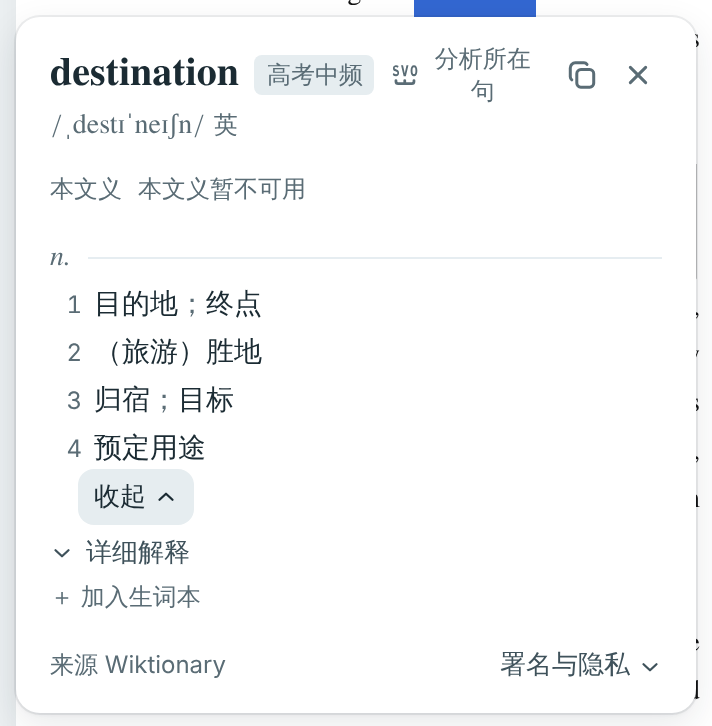 destination 高考中频 SVO 分析所在句
/ˌdestɪˈneɪʃn/ 英
本文义 本文义暂不可用
n.
1 目的地；终点
2 （旅游）胜地
3 归宿；目标
4 预定用途
收起
详细解释
+ 加入生词本
来源 Wiktionary 署名与隐私